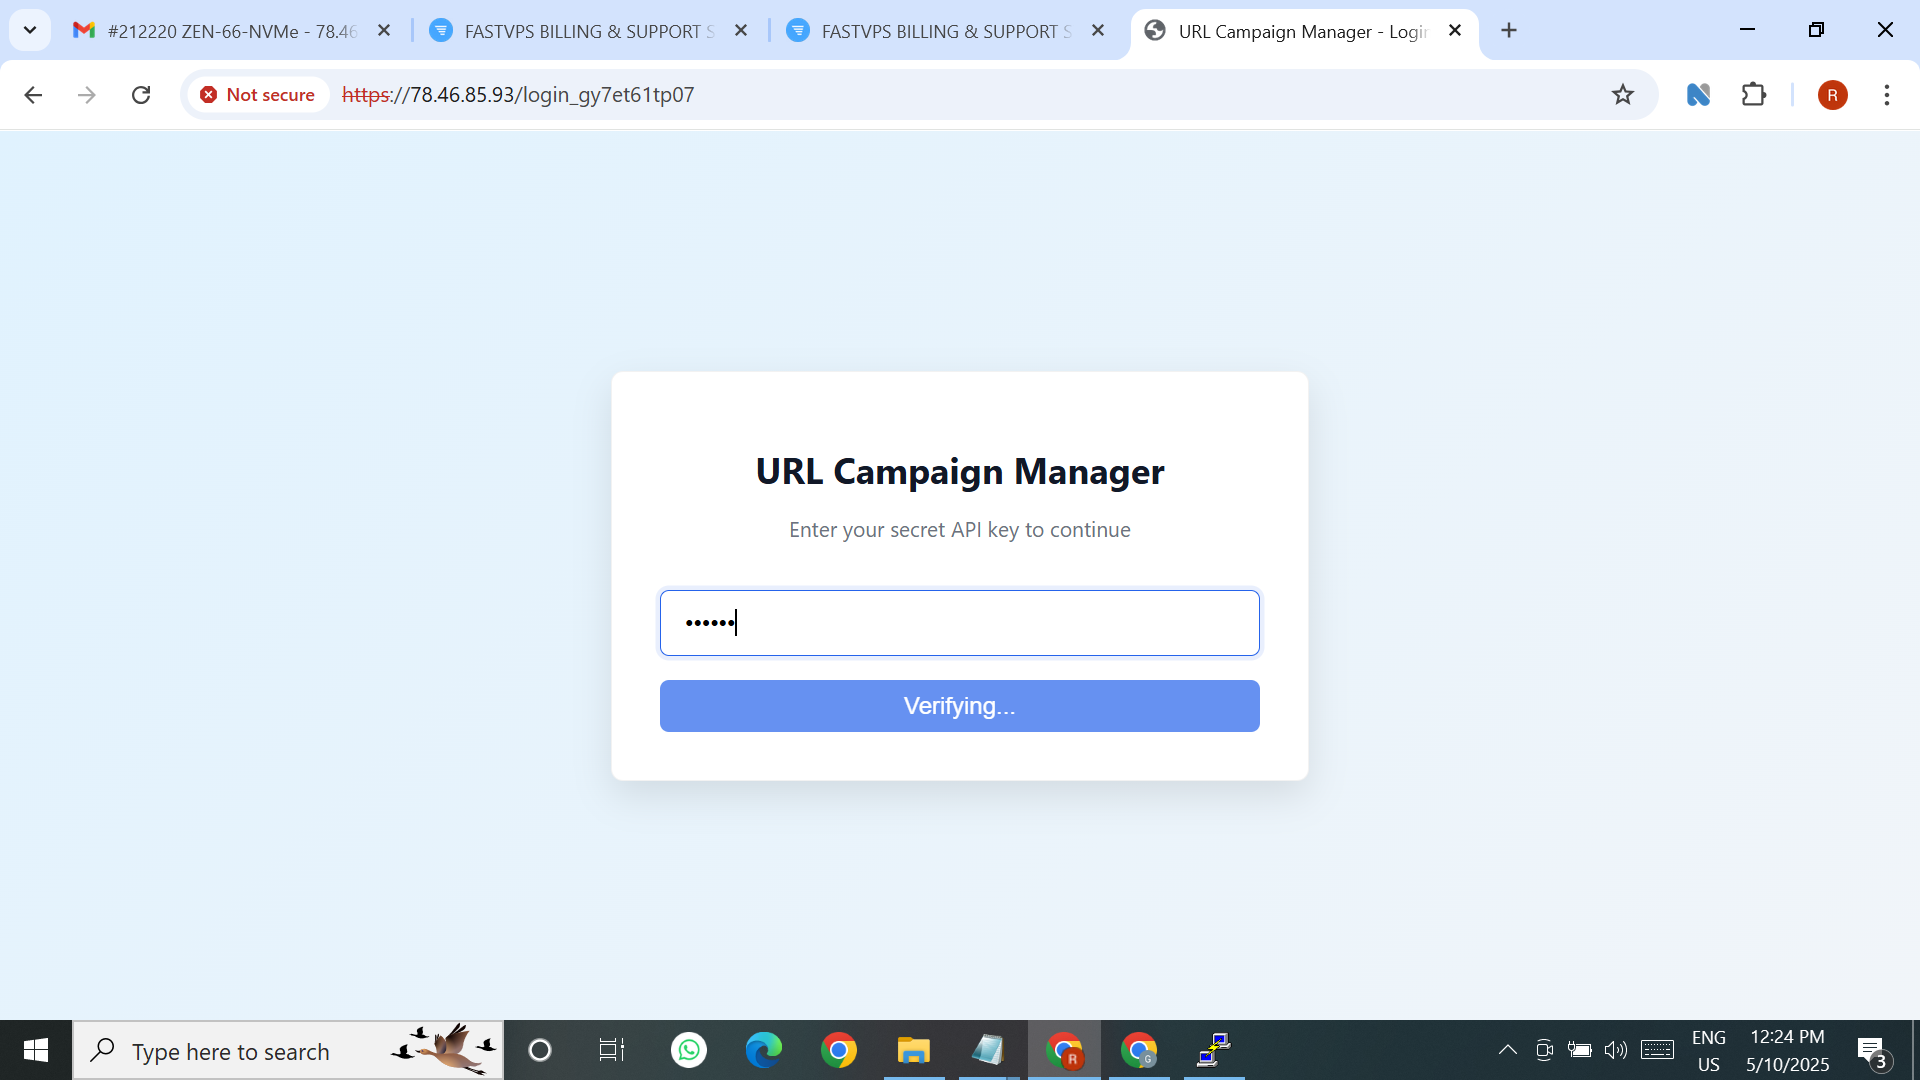 #212220 ZEN-66-NVMe - 78.46
FASTVPS BILLING & SUPPORT S
FASTVPS BILLING & SUPPORT S
URL Campaign Manager - Login
Not secure
https://78.46.85.93/login_gy7et61tp07
R
URL Campaign Manager
Enter your secret API key to continue
••••••
Verifying...
Type here to search
R
G
ENG
US
12:24 PM
5/10/2025
3